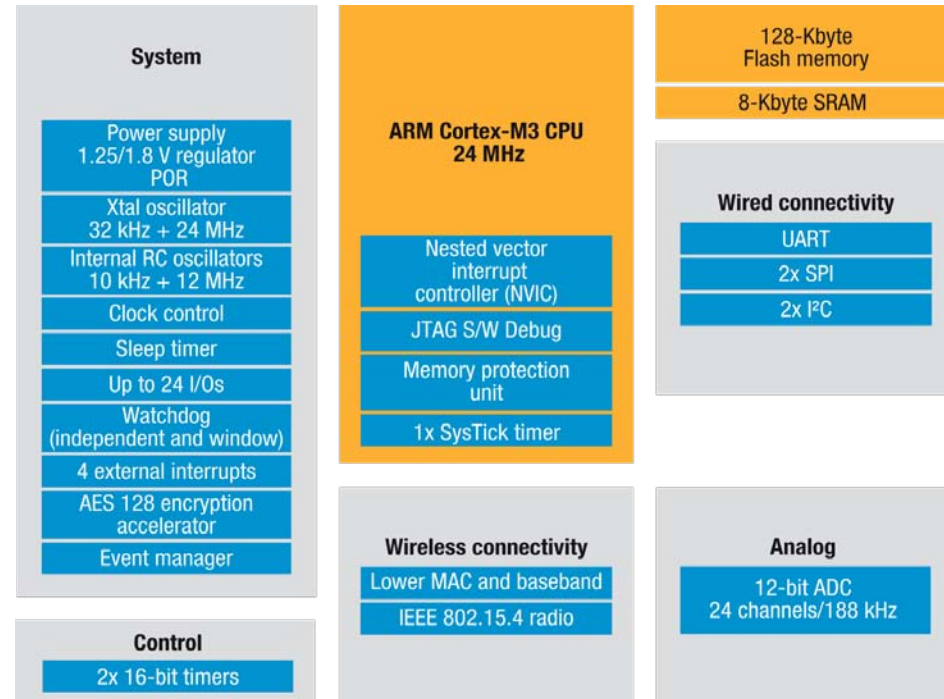 System
Power supply
1.25/1.8 V regulator
POR
Xtal oscillator
32 kHz + 24 MHz
Internal RC oscillators
10 kHz + 12 MHz
Clock control
Sleep timer
Up to 24 I/Os
Watchdog
(independent and window)
4 external interrupts
AES 128 encryption
accelerator
Event manager
Control
2x 16-bit timers
ARM Cortex-M3 CPU
24 MHz
Nested vector
interrupt
controller (NVIC)
JTAG S/W Debug
Memory protection
unit
1x SysTick timer
Wireless connectivity
Lower MAC and baseband
IEEE 802.15.4 radio
128-Kbyte
Flash memory
8-Kbyte SRAM
Wired connectivity
UART
2x SPI
2x I²C
Analog
12-bit ADC
24 channels/188 kHz